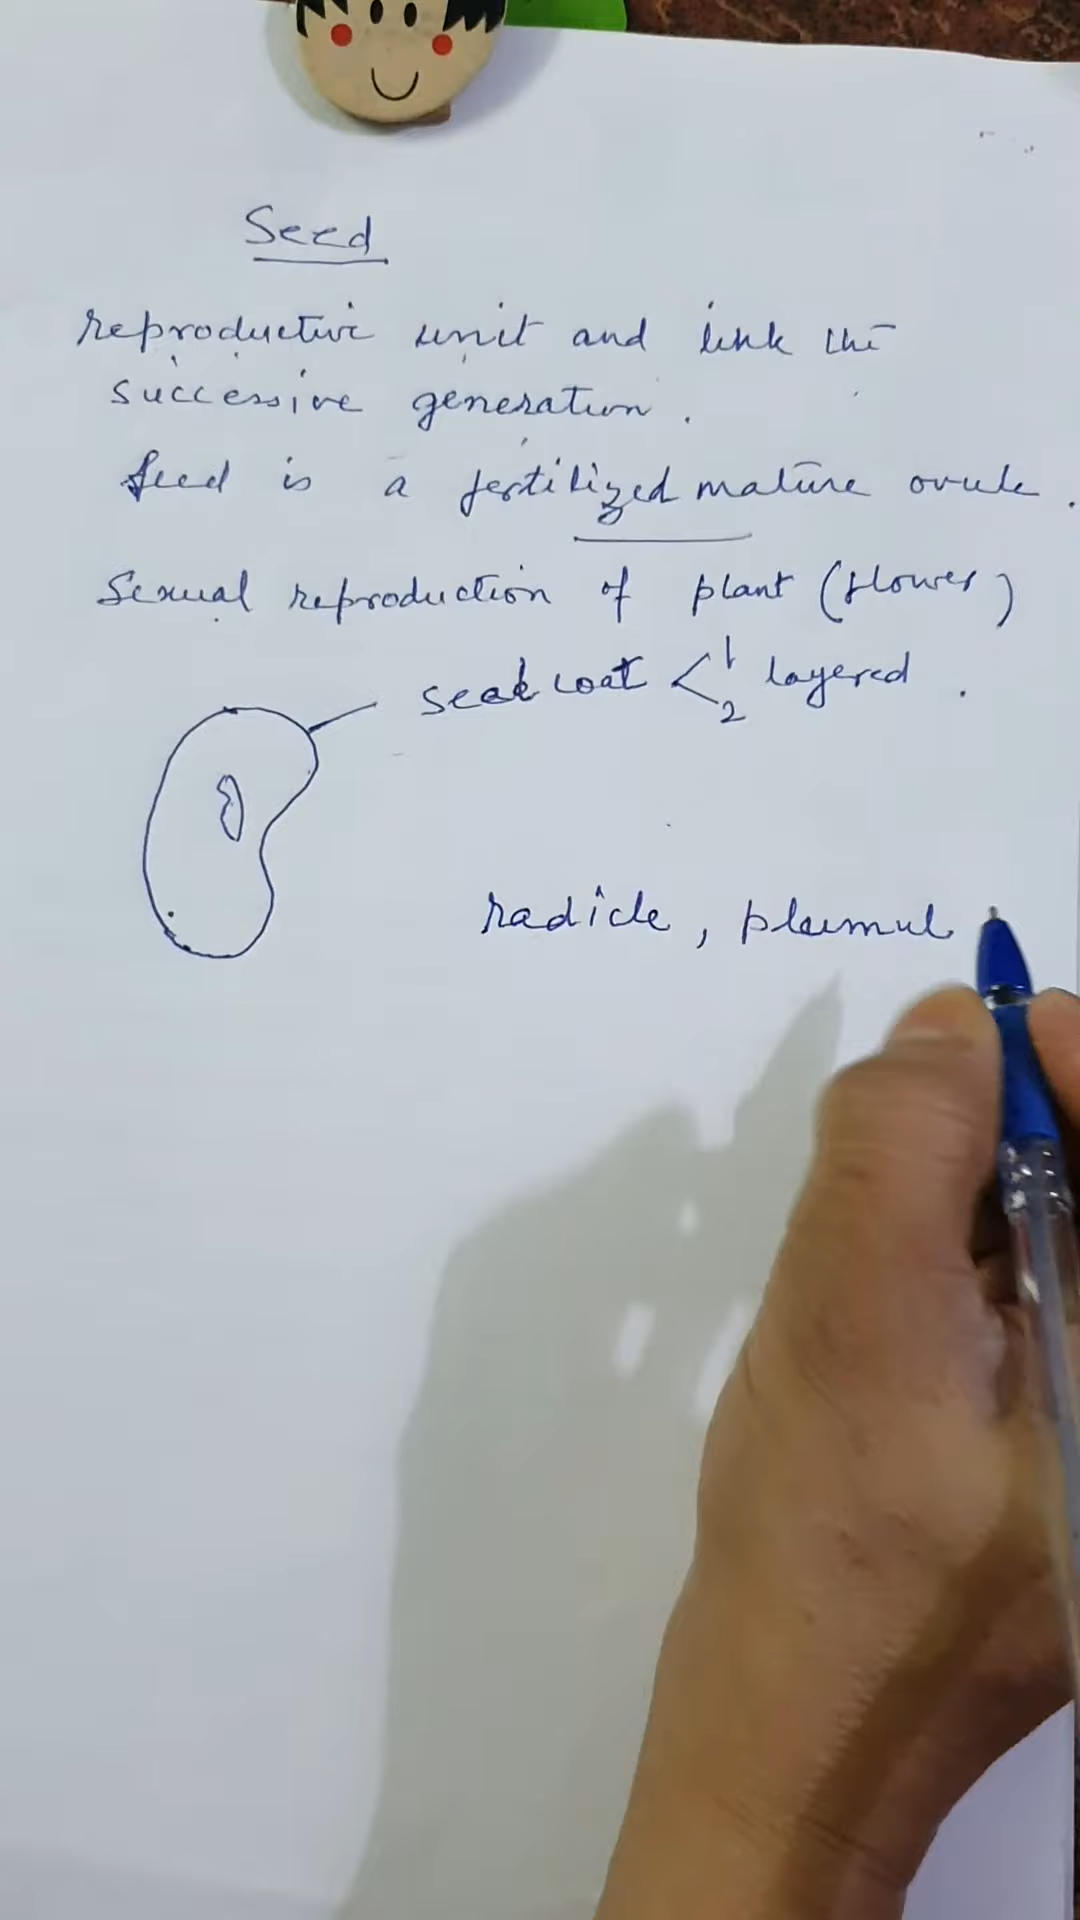 Seed
reproductive unit and link the
successive generation.
Seed is a fertilized mature ovule.
Sexual reproduction of plant (flower)
seed coat < 1 2 layered.
radicle, plumul